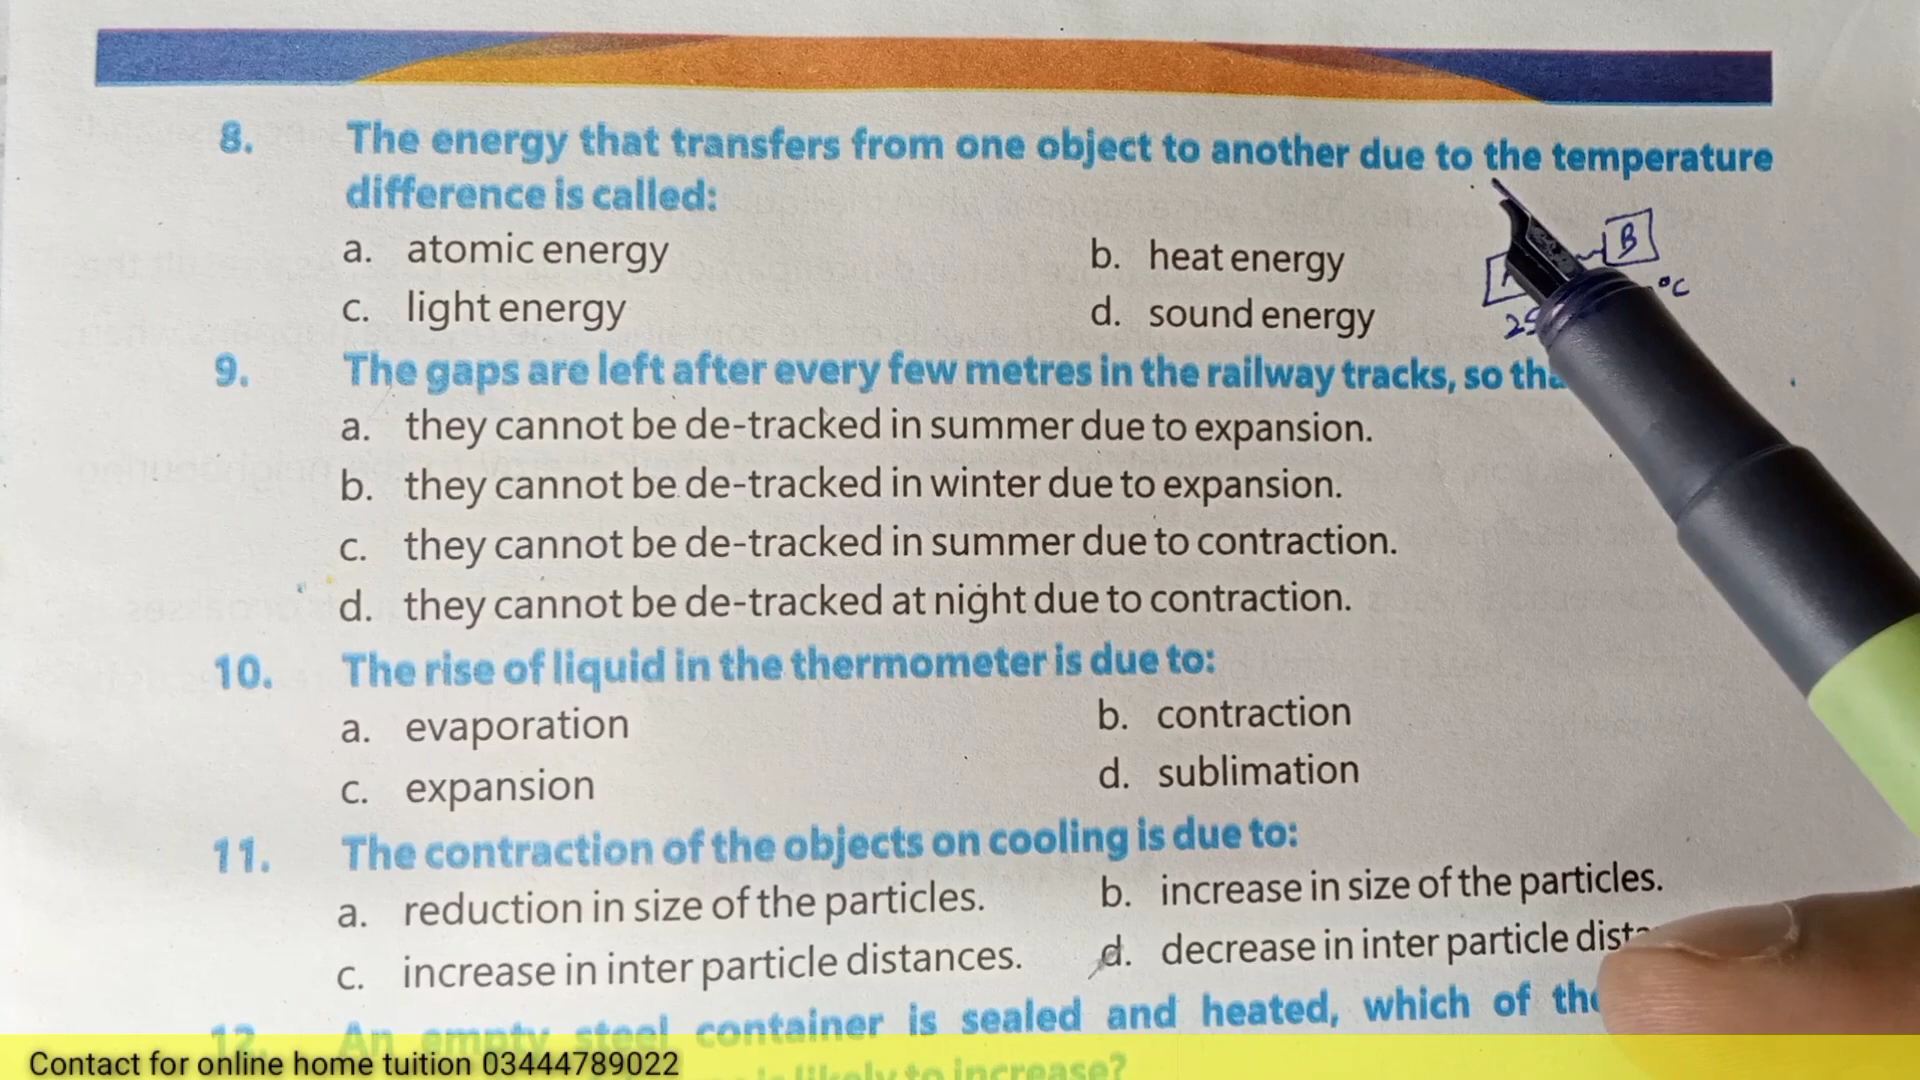 8. The energy that transfers from one object to another due to the temperature
difference is called:
a. atomic energy b. heat energy
c. light energy d. sound energy
B
°C
25
9. The gaps are left after every few metres in the railway tracks, so
a. they cannot be de-tracked in summer due to expansion.
b. they cannot be de-tracked in winter due to expansion.
c. they cannot be de-tracked in summer due to contraction.
d. they cannot be de-tracked at night due to contraction.
10. The rise of liquid in the thermometer is due to:
a. evaporation b. contraction
c. expansion d. sublimation
11. The contraction of the objects on cooling is due to:
a. reduction in size of the particles. b. increase in size of the particles.
c. increase in inter particle distances. d. decrease in inter particle
12. An empty steel container is sealed and heated, which of
is likely to increase?
Contact for online home tuition 03444789022